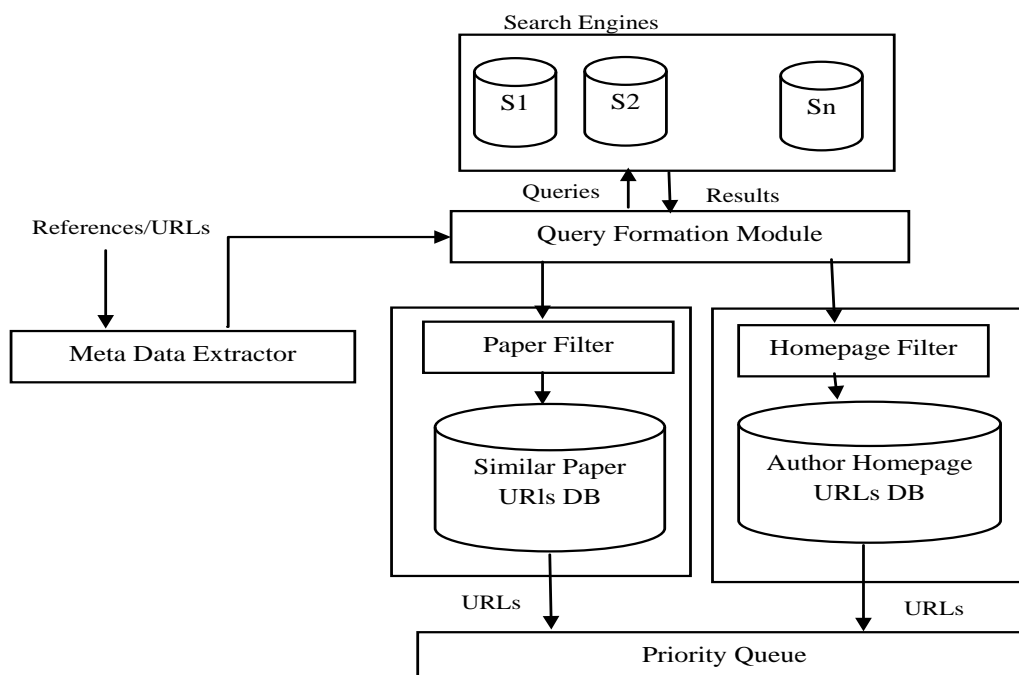 Search Engines
S1
S2
Sn
Queries
Results
References/URLs
Query Formation Module
Meta Data Extractor
Paper Filter
Homepage Filter
Similar Paper
URls DB
Author Homepage
URLs DB
URLs
URLs
Priority Queue